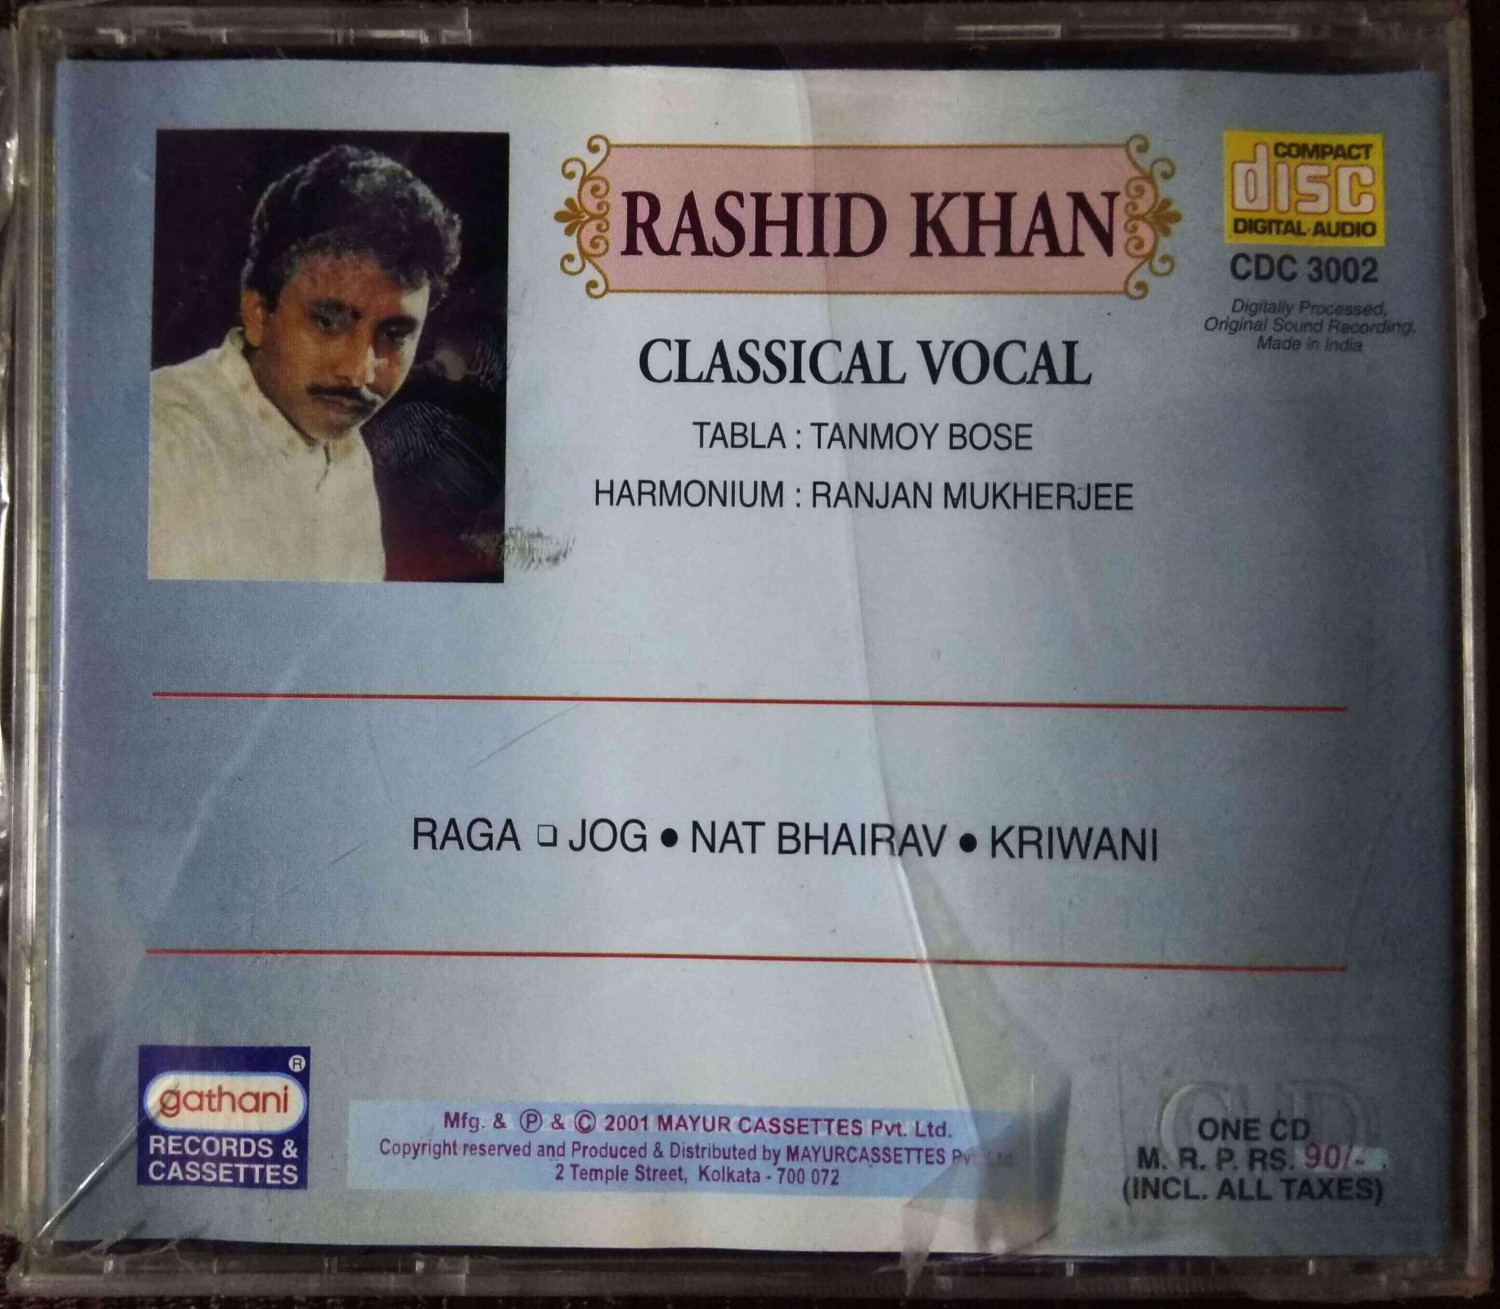 RASHID KHAN
COMPACT
disc
DIGITAL AUDIO
CDC 3002
Digitally Processed,
Original Sound Recording.
Made in India
CLASSICAL VOCAL
TABLA : TANMOY BOSE
HARMONIUM : RANJAN MUKHERJEE
RAGA ❑ JOG ● NAT BHAIRAV ● KRIWANI
gathani ®
RECORDS &
CASSETTES
Mfg. & ℗ & © 2001 MAYUR CASSETTES Pvt. Ltd.
Copyright reserved and Produced & Distributed by MAYURCASSETTES Pvt. Ltd.
2 Temple Street, Kolkata - 700 072
ONE CD
M. R. P. RS. 90/-
(INCL. ALL TAXES)